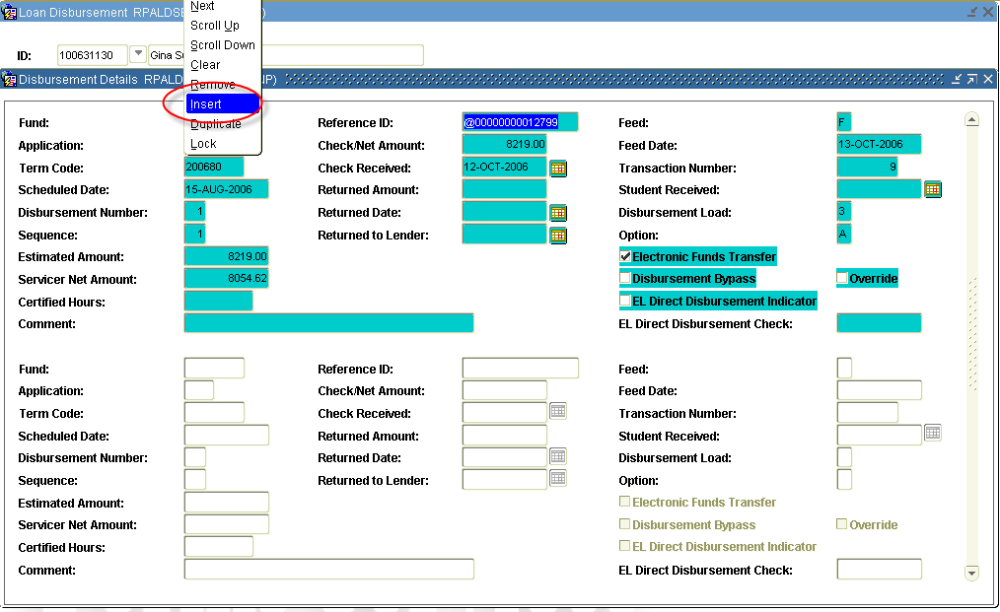 Loan Disbursement RPALDS )
Next
Scroll Up
Scroll Down
Clear
Remove
Insert
Duplicate
Lock
ID: 100631130 Gina S
Disbursement Details RPALD NP)
Fund: Reference ID: @00000000012799 Feed: F
Application: Check/Net Amount: 8219.00 Feed Date: 13-OCT-2006
Term Code: 200680 Check Received: 12-OCT-2006 Transaction Number: 9
Scheduled Date: 15-AUG-2006 Returned Amount: Student Received:
Disbursement Number: 1 Returned Date: Disbursement Load: 3
Sequence: 1 Returned to Lender: Option: A
Estimated Amount: 8219.00 Electronic Funds Transfer
Servicer Net Amount: 8054.62 Disbursement Bypass Override
Certified Hours: EL Direct Disbursement Indicator
Comment: EL Direct Disbursement Check:
Fund: Reference ID: Feed:
Application: Check/Net Amount: Feed Date:
Term Code: Check Received: Transaction Number:
Scheduled Date: Returned Amount: Student Received:
Disbursement Number: Returned Date: Disbursement Load:
Sequence: Returned to Lender: Option:
Estimated Amount: Electronic Funds Transfer
Servicer Net Amount: Disbursement Bypass Override
Certified Hours: EL Direct Disbursement Indicator
Comment: EL Direct Disbursement Check: